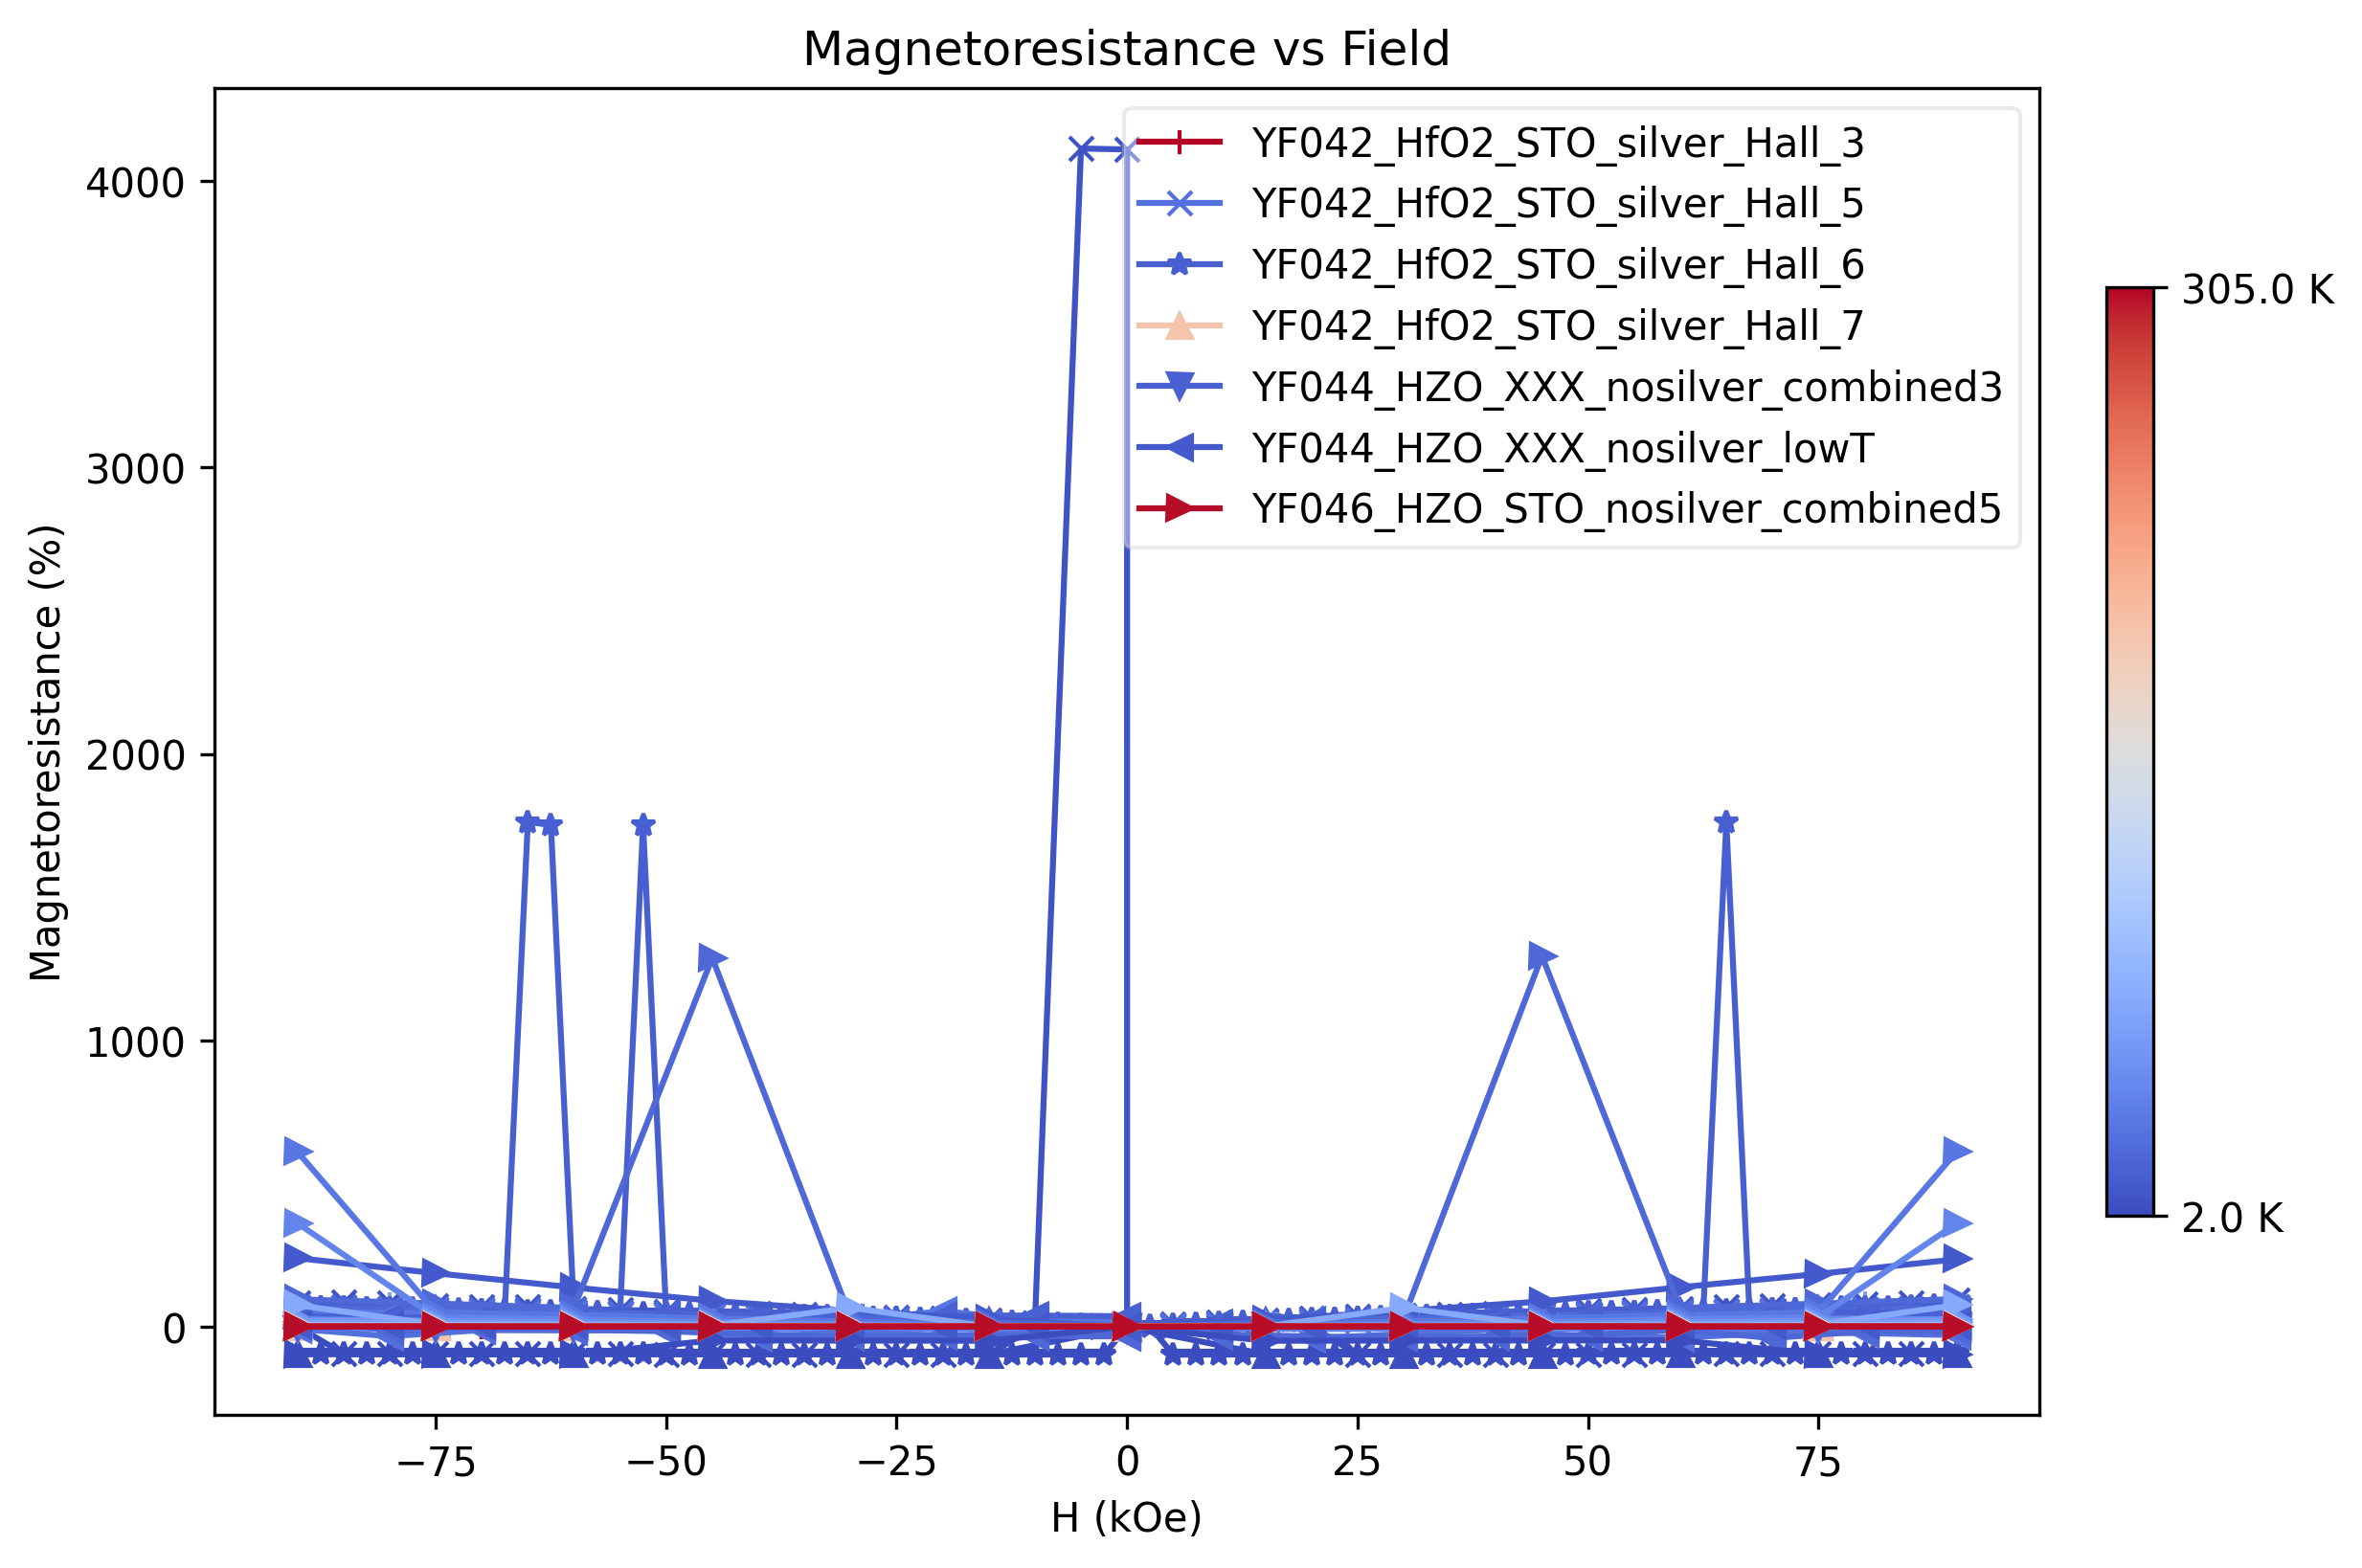 Magnetoresistance vs Field
Magnetoresistance (%)
4000
3000
2000
1000
0
−75
−50
−25
0
25
50
75
H (kOe)
YF042_HfO2_STO_silver_Hall_3
YF042_HfO2_STO_silver_Hall_5
YF042_HfO2_STO_silver_Hall_6
YF042_HfO2_STO_silver_Hall_7
YF044_HZO_XXX_nosilver_combined3
YF044_HZO_XXX_nosilver_lowT
YF046_HZO_STO_nosilver_combined5
305.0 K
2.0 K